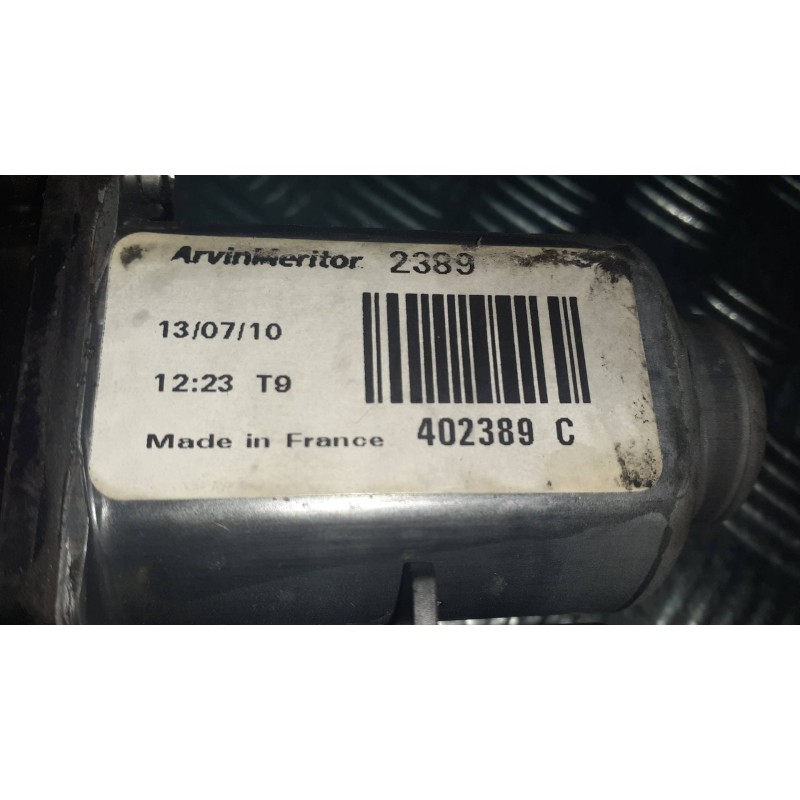 ArvinMeritor 2389
13/07/10
12:23 T9
Made in France 402389 C